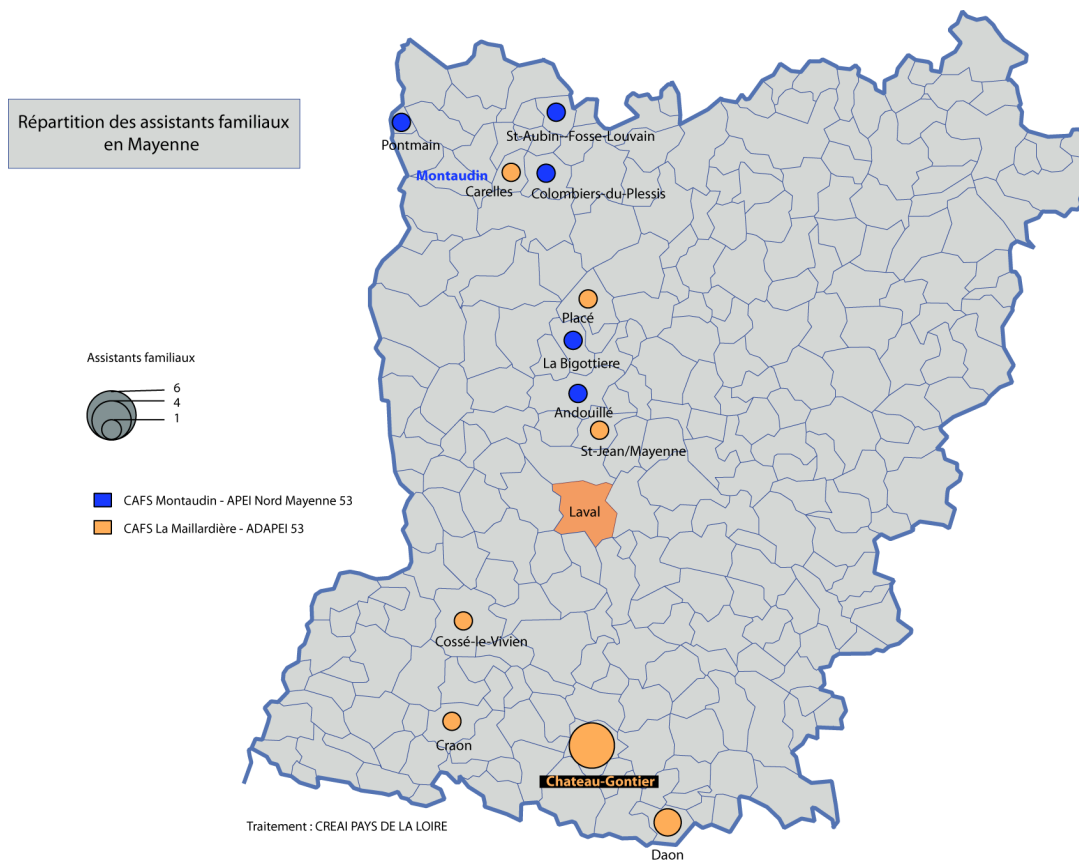 Répartition des assistants familiaux
en Mayenne
Pontmain
St-Aubin--Fosse-Louvain
Montaudin
Carelles
Colombiers-du-Plessis
Placé
La Bigottiere
Andouillé
St-Jean/Mayenne
Assistants familiaux
6
4
1
CAFS Montaudin - APEI Nord Mayenne 53
CAFS La Maillardière - ADAPEI 53
Laval
Cossé-le-Vivien
Craon
Chateau-Gontier
Traitement : CREAI PAYS DE LA LOIRE
Daon